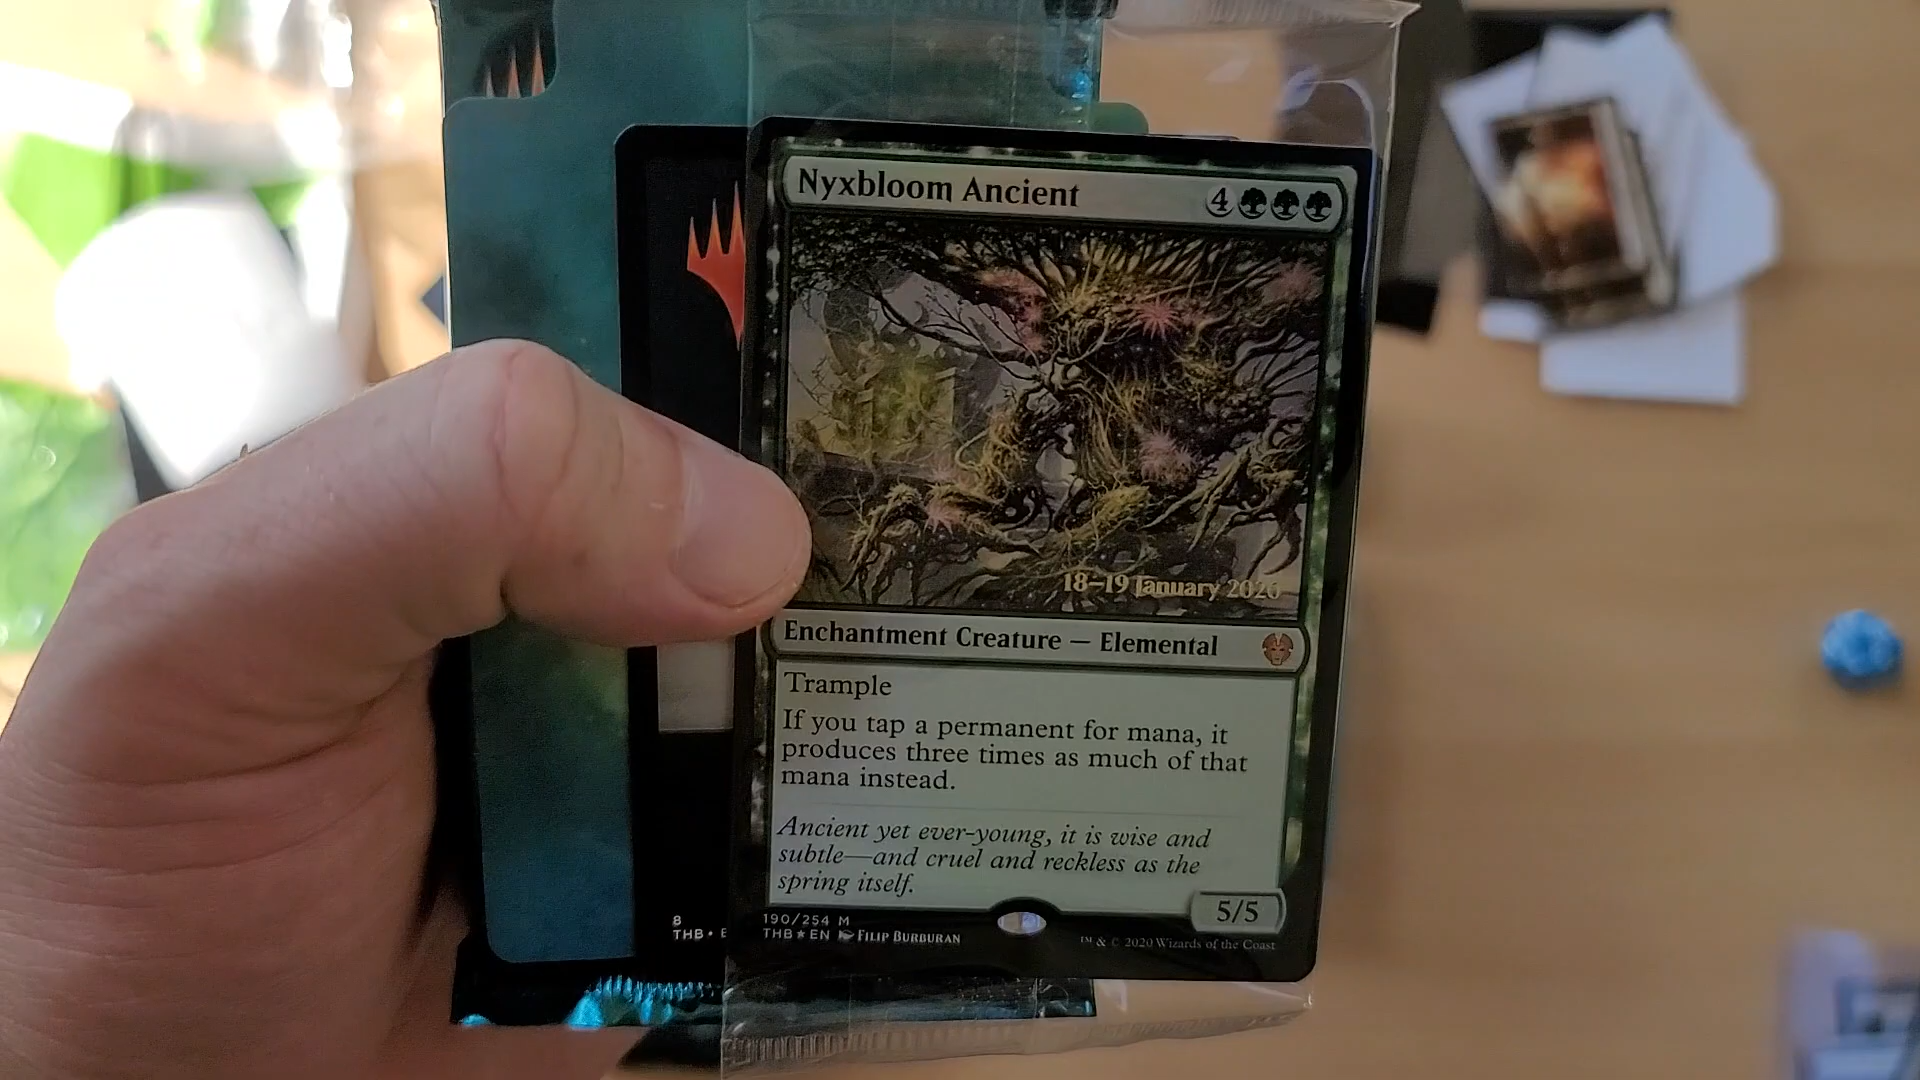 Nyxbloom Ancient
4
18–19 January 2020
Enchantment Creature — Elemental
Trample
If you tap a permanent for mana, it
produces three times as much of that
mana instead.
Ancient yet ever-young, it is wise and
subtle—and cruel and reckless as the
spring itself.
5/5
190/254 M
THB★EN Filip Burburan
™ & © 2020 Wizards of the Coast
8
THB •